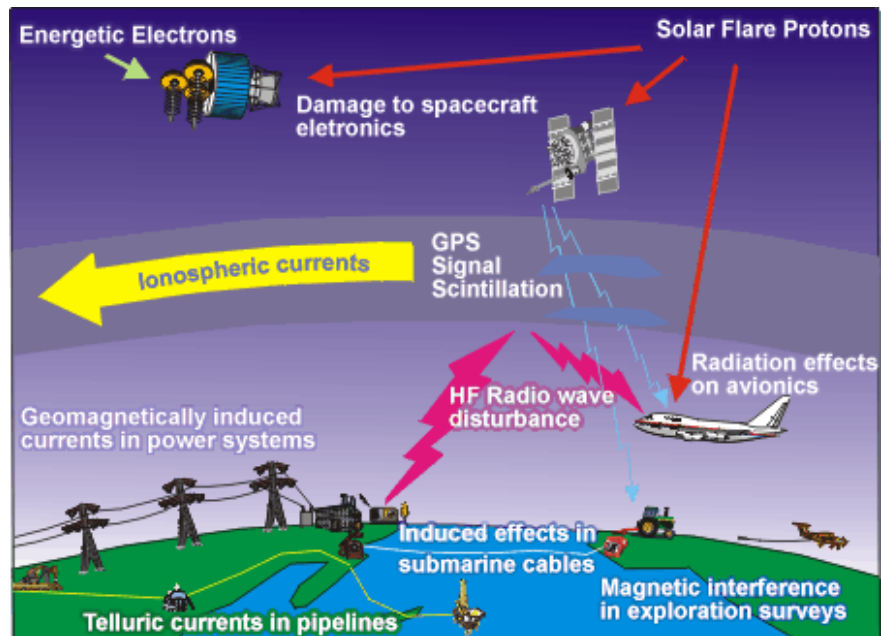 Energetic Electrons
Solar Flare Protons
Damage to spacecraft
eletronics
GPS
Signal
Scintillation
Ionospheric currents
Radiation effects
on avionics
HF Radio wave
disturbance
Geomagnetically induced
currents in power systems
Induced effects in
submarine cables
Magnetic interference
in exploration surveys
Telluric currents in pipelines